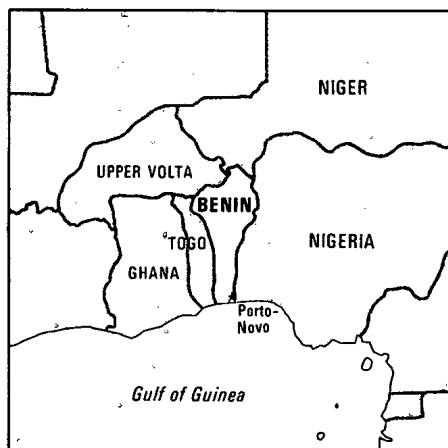 NIGER
UPPER VOLTA
BENIN
TOGO
NIGERIA
GHANA
Porto-
Novo
Gulf of Guinea